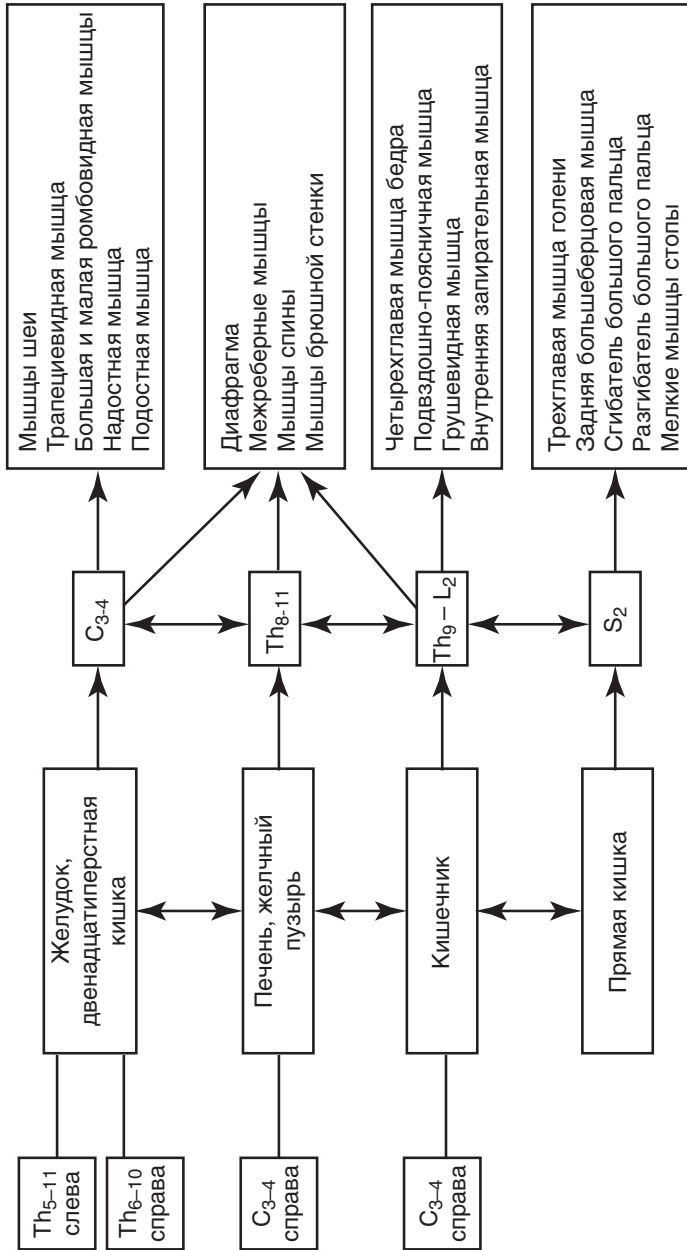 Th5–11
слева
Th6–10
справа
C3–4
справа
C3–4
справа
Желудок,
двенадцатиперстная
кишка
Печень, желчный
пузырь
Кишечник
Прямая кишка
C3-4
Th8-11
Th9 – L2
S2
Мышцы шеи
Трапециевидная мышца
Большая и малая ромбовидная мышцы
Надостная мышца
Подостная мышца
Диафрагма
Межреберные мышцы
Мышцы спины
Мышцы брюшной стенки
Четырехглавая мышца бедра
Подвздошно-поясничная мышца
Грушевидная мышца
Внутренняя запирательная мышца
Трехглавая мышца голени
Задняя большеберцовая мышца
Сгибатель большого пальца
Разгибатель большого пальца
Мелкие мышцы стопы